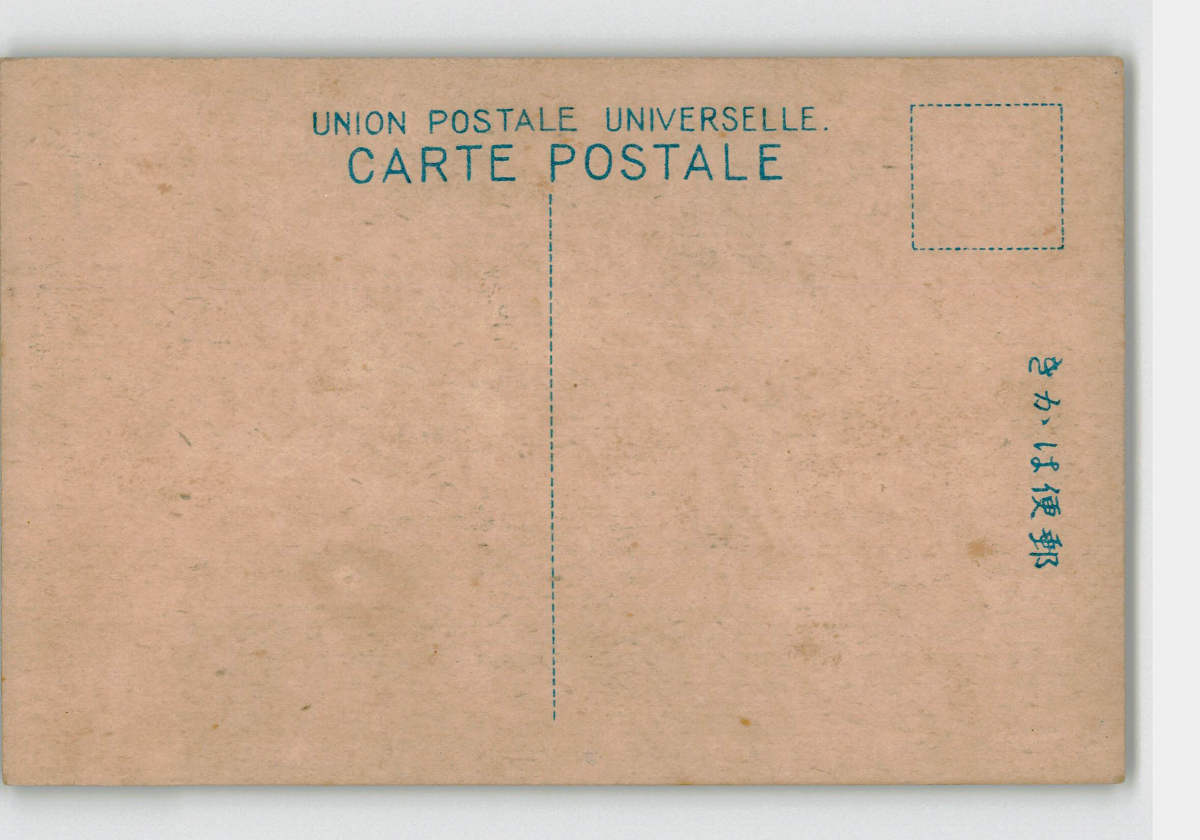 UNION POSTALE UNIVERSELLE.
CARTE POSTALE
郵便はかき